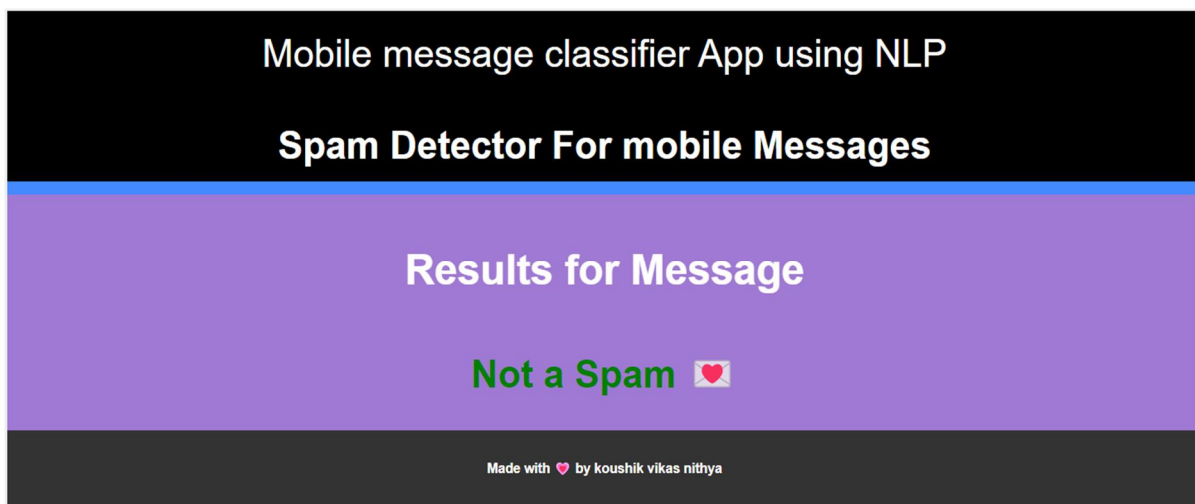 Mobile message classifier App using NLP
Spam Detector For mobile Messages
Results for Message
Not a Spam 💌
Made with 💗 by koushik vikas nithya